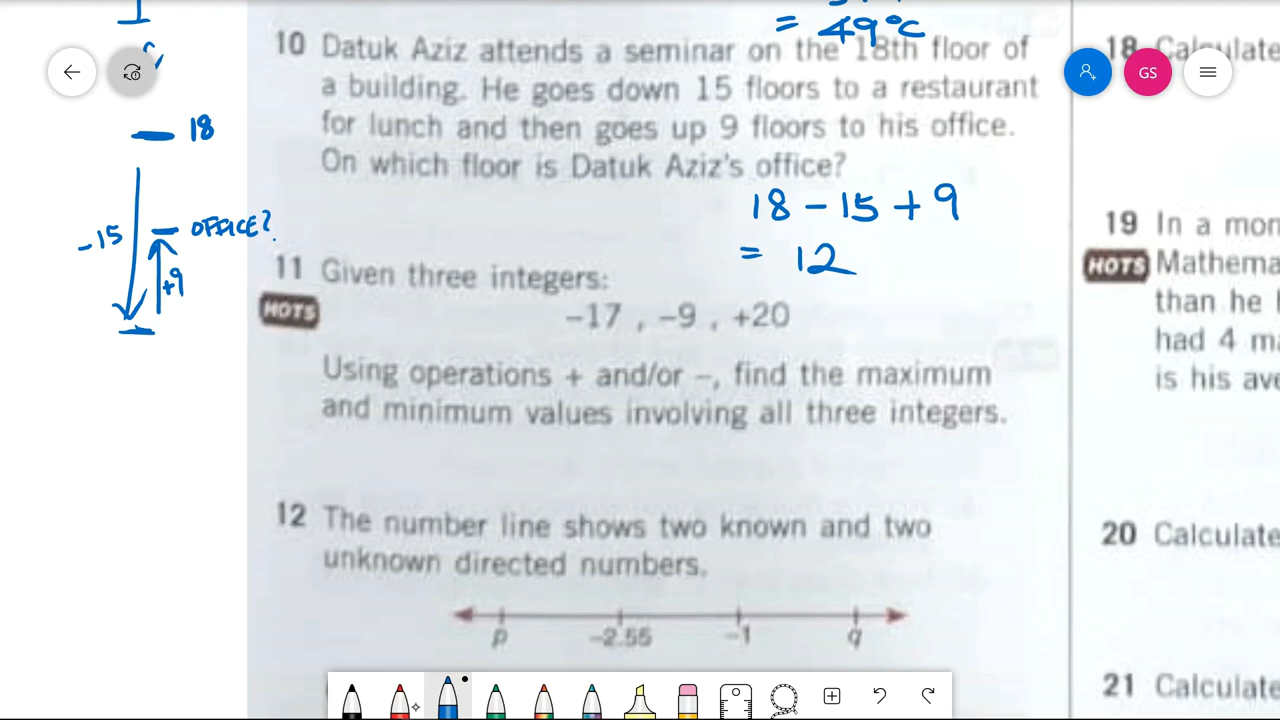 = 49°C
10 Datuk Aziz attends a seminar on the 18th floor of
a building. He goes down 15 floors to a restaurant
for lunch and then goes up 9 floors to his office.
On which floor is Datuk Aziz's office?
18
-15
+9
OFFICE?
18 - 15 + 9
= 12
11 Given three integers:
HOTS
−17 , −9 , +20
Using operations + and/or −, find the maximum
and minimum values involving all three integers.
12 The number line shows two known and two
unknown directed numbers.
p −2.55 −1 q
18 Calculate
GS
19 In a mon
HOTS Mathema
than he
had 4 ma
is his ave
20 Calculate
21 Calculate